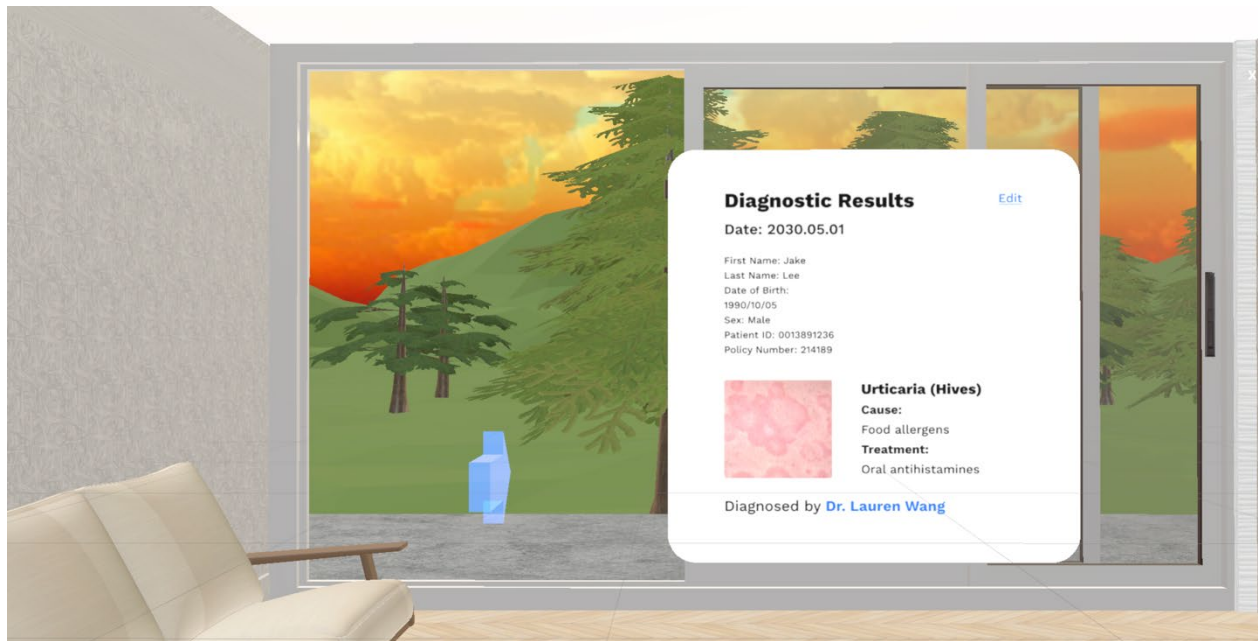 X
Diagnostic Results
Edit
Date: 2030.05.01
First Name: Jake
Last Name: Lee
Date of Birth:
1990/10/05
Sex: Male
Patient ID: 0013891236
Policy Number: 214189
Urticaria (Hives)
Cause:
Food allergens
Treatment:
Oral antihistamines
Diagnosed by Dr. Lauren Wang